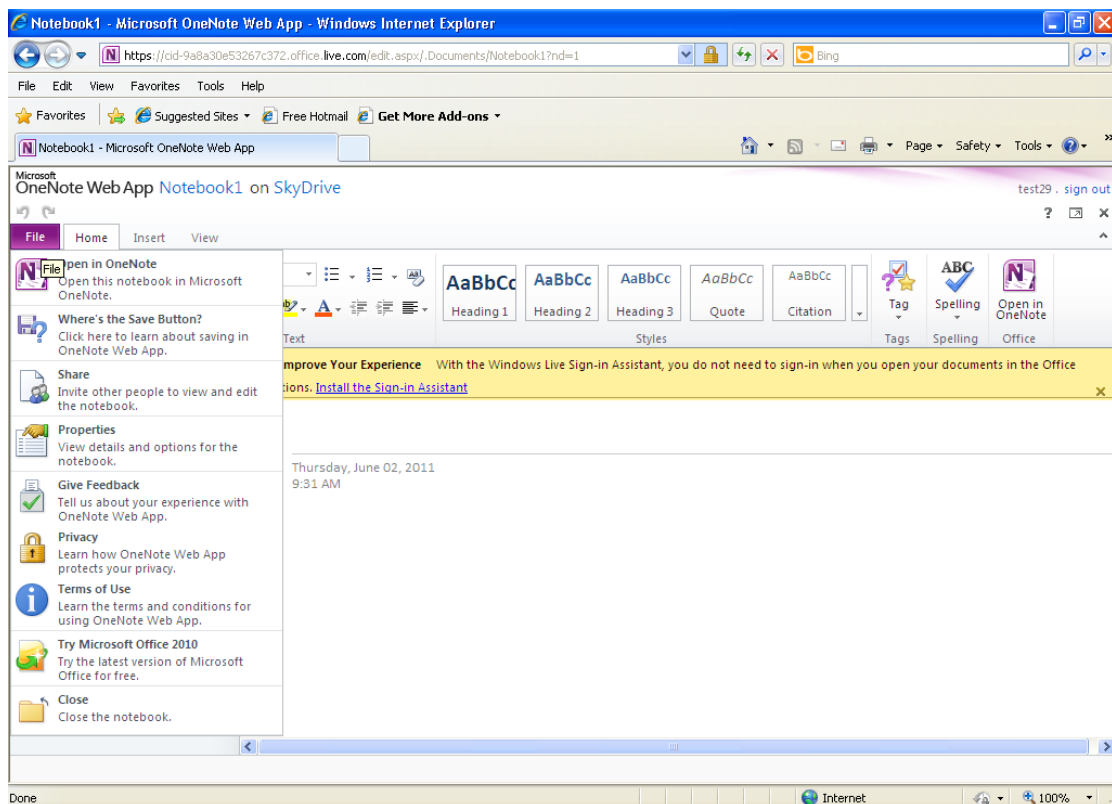 Notebook1 - Microsoft OneNote Web App - Windows Internet Explorer
https://cid-9a8a30e53267c372.office.live.com/edit.aspx/.Documents/Notebook1?nd=1
Bing
File Edit View Favorites Tools Help
Favorites Suggested Sites Free Hotmail Get More Add-ons
Notebook1 - Microsoft OneNote Web App
Page Safety Tools
Microsoft
OneNote Web App Notebook1 on SkyDrive
test29 . sign out
File Home Insert View
File
pen in OneNote
Open this notebook in Microsoft
OneNote.
Where's the Save Button?
Click here to learn about saving in
OneNote Web App.
Share
Invite other people to view and edit
the notebook.
Properties
View details and options for the
notebook.
Give Feedback
Tell us about your experience with
OneNote Web App.
Privacy
Learn how OneNote Web App
protects your privacy.
Terms of Use
Learn the terms and conditions for
using OneNote Web App.
Try Microsoft Office 2010
Try the latest version of Microsoft
Office for free.
Close
Close the notebook.
AaBbCc AaBbCc AaBbCc AaBbCc AaBbCc
Heading 1 Heading 2 Heading 3 Quote Citation
Tag
ABC
Spelling
Open in
OneNote
Text Styles Tags Spelling Office
mprove Your Experience With the Windows Live Sign-in Assistant, you do not need to sign-in when you open your documents in the Office
tions. Install the Sign-in Assistant
Thursday, June 02, 2011
9:31 AM
Done Internet 100%